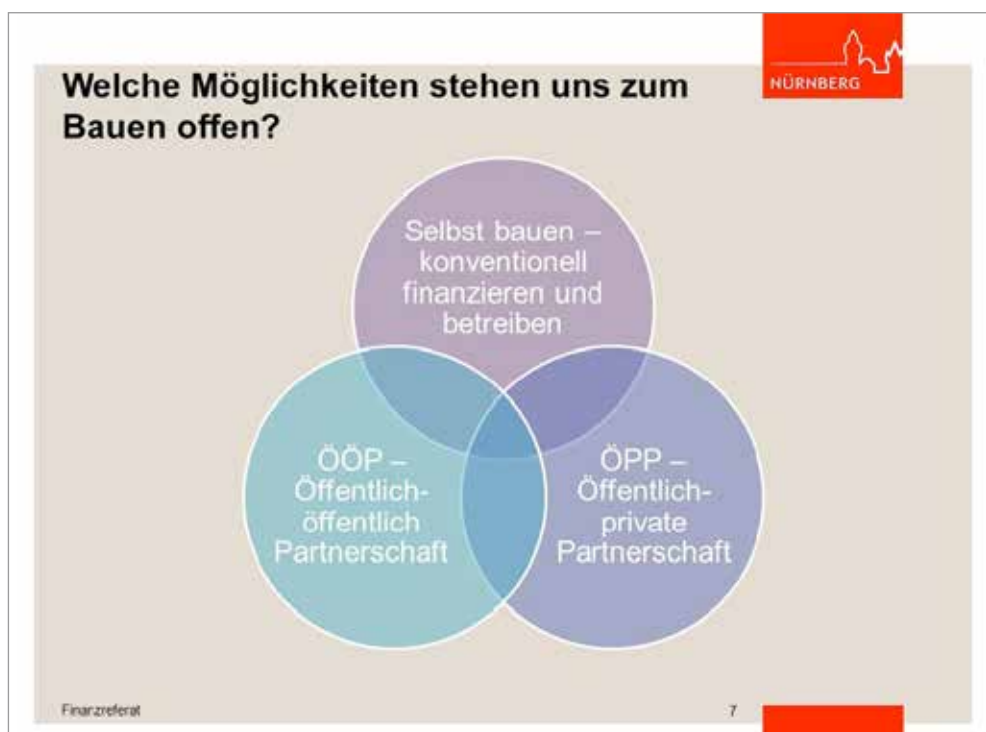 NÜRNBERG
Welche Möglichkeiten stehen uns zum
Bauen offen?
Selbst bauen –
konventionell
finanzieren und
betreiben
ÖÖP –
Öffentlich-
öffentlich
Partnerschaft
ÖPP –
Öffentlich-
private
Partnerschaft
Finanzreferat
7